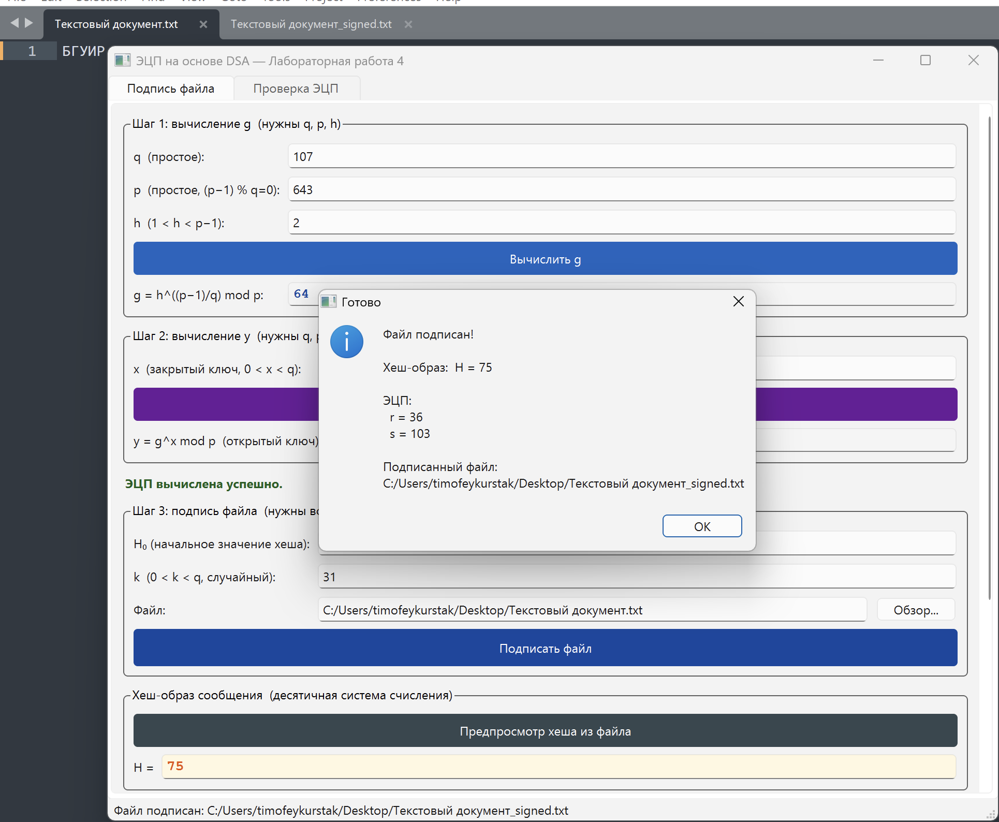 Текстовый документ.txt
Текстовый документ_signed.txt
1 БГУИР
ЭЦП на основе DSA — Лабораторная работа 4
Подпись файла
Проверка ЭЦП
Шаг 1: вычисление g (нужны q, p, h)
q (простое): 107
p (простое, (p−1) % q=0): 643
h (1 < h < p−1): 2
Вычислить g
g = h^((p−1)/q) mod p: 64
Готово
Файл подписан!
Хеш-образ: H = 75
ЭЦП:
r = 36
s = 103
Подписанный файл:
C:/Users/timofeykurstak/Desktop/Текстовый документ_signed.txt
OK
Шаг 2: вычисление y (нужны q,
x (закрытый ключ, 0 < x < q):
y = g^x mod p (открытый ключ)
ЭЦП вычислена успешно.
Шаг 3: подпись файла (нужны
H₀ (начальное значение хеша):
k (0 < k < q, случайный): 31
Файл: C:/Users/timofeykurstak/Desktop/Текстовый документ.txt Обзор...
Подписать файл
Хеш-образ сообщения (десятичная система счисления)
Предпросмотр хеша из файла
H = 75
Файл подписан: C:/Users/timofeykurstak/Desktop/Текстовый документ_signed.txt